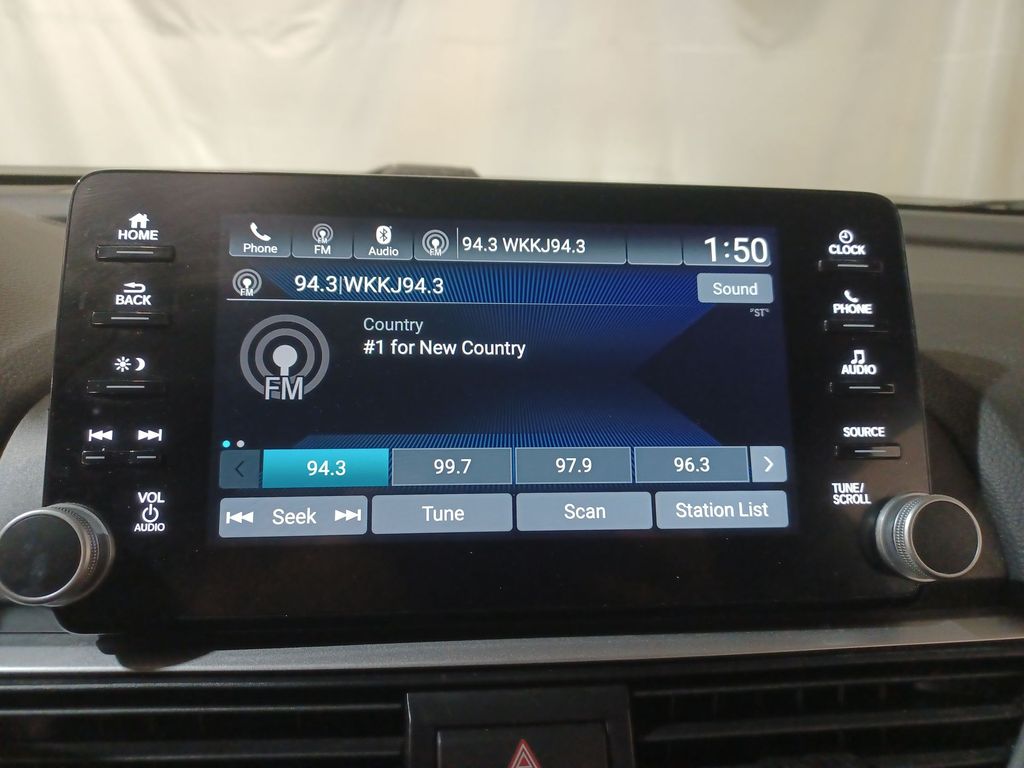 HOME
BACK
VOL
AUDIO
Phone
FM
Audio
FM
94.3 WKKJ94.3
1:50
FM
94.3|WKKJ94.3
Sound
"ST"
FM
Country
#1 for New Country
94.3
99.7
97.9
96.3
Seek
Tune
Scan
Station List
CLOCK
PHONE
AUDIO
SOURCE
TUNE/
SCROLL